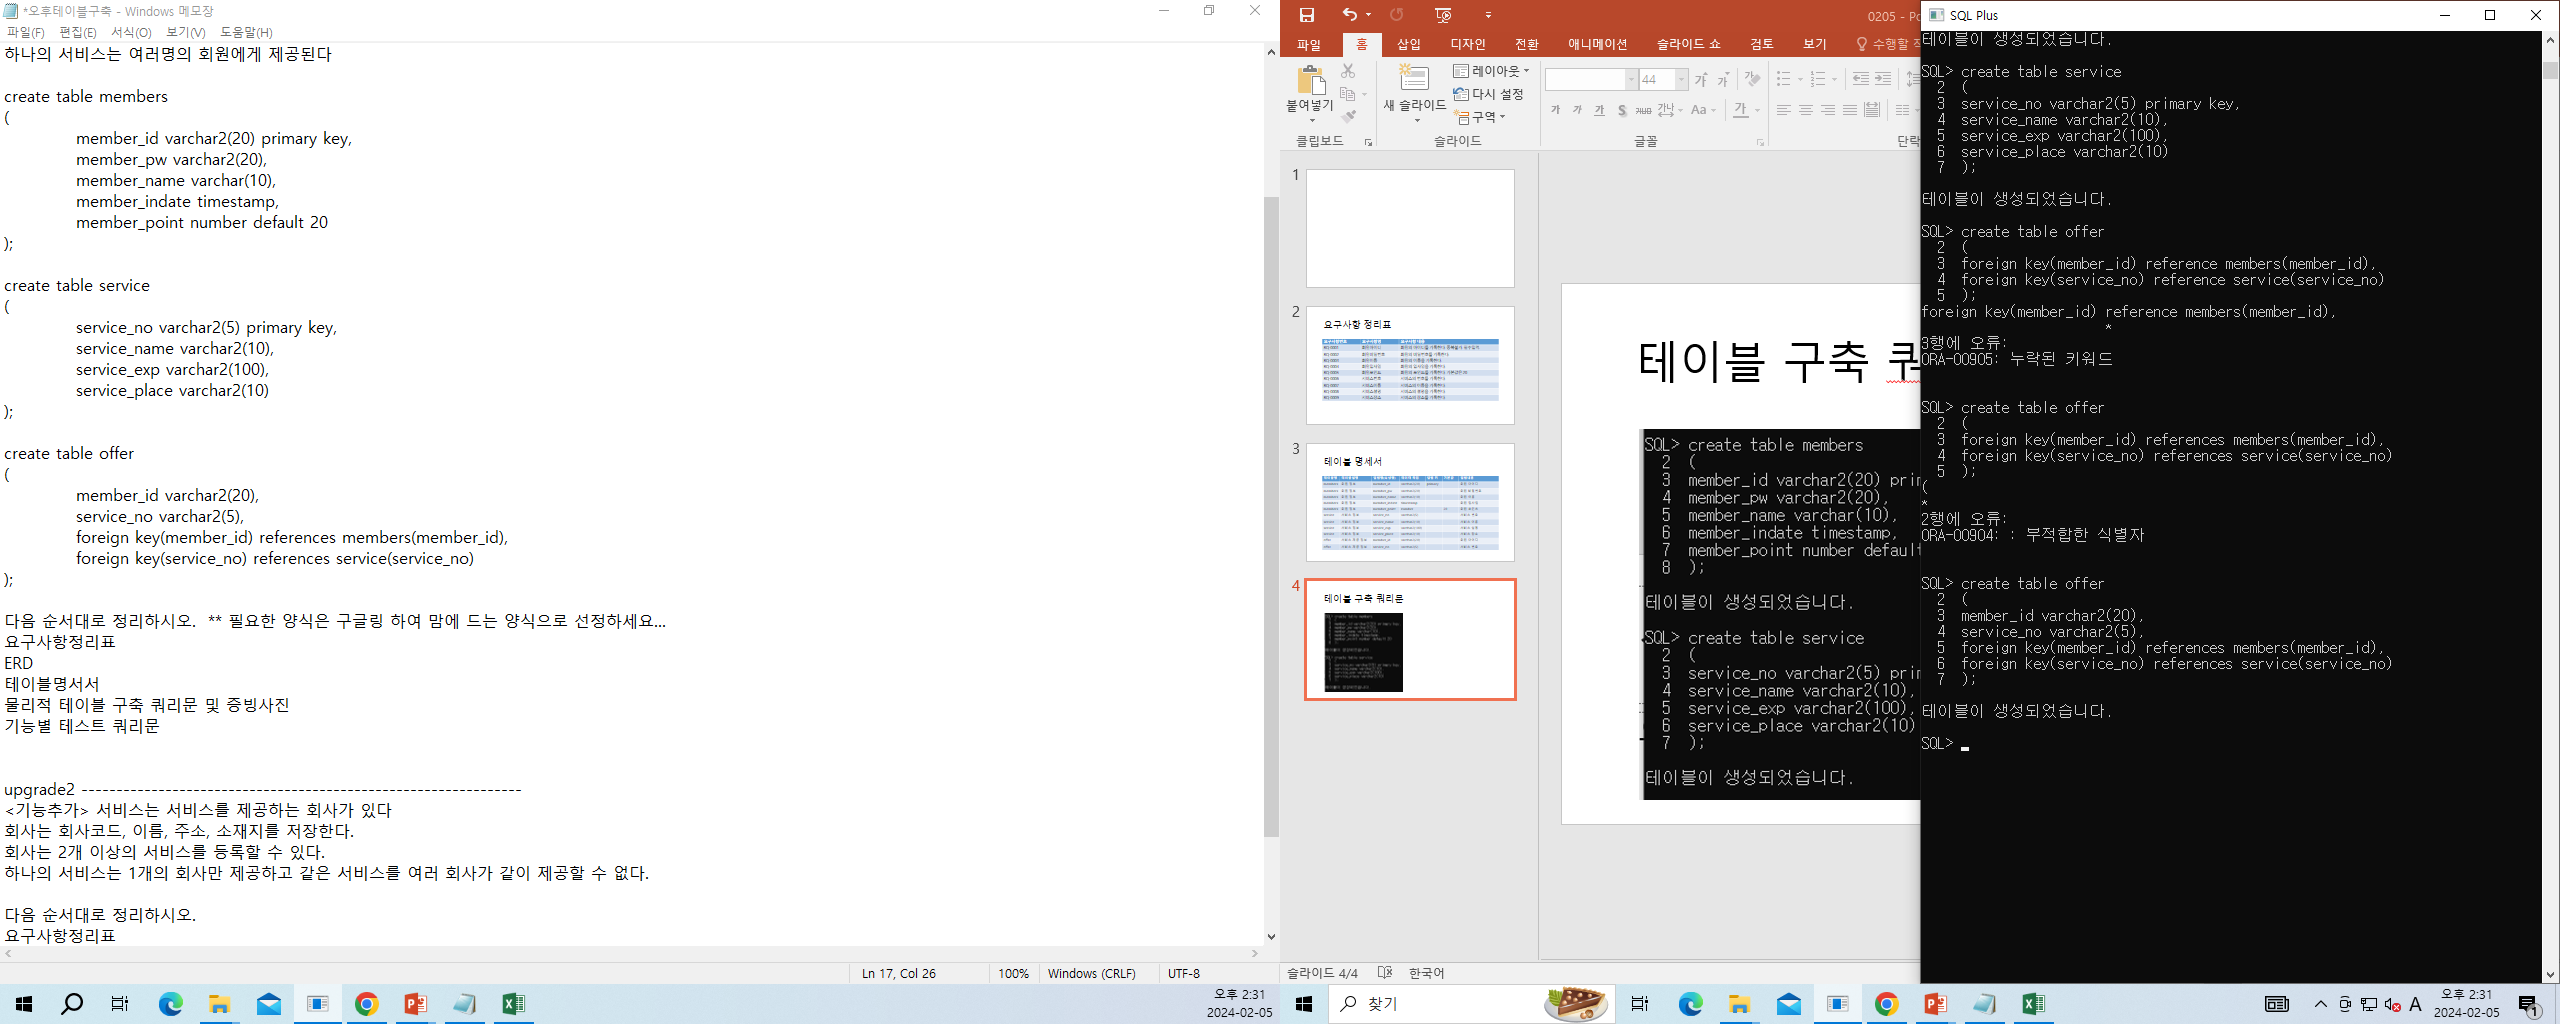 *오후테이블구축 - Windows 메모장
파일(F) 편집(E) 서식(O) 보기(V) 도움말(H)
하나의 서비스는 여러명의 회원에게 제공된다
create table members
(
member_id varchar2(20) primary key,
member_pw varchar2(20),
member_name varchar(10),
member_indate timestamp,
member_point number default 20
);
create table service
(
service_no varchar2(5) primary key,
service_name varchar2(10),
service_exp varchar2(100),
service_place varchar2(10)
);
create table offer
(
member_id varchar2(20),
service_no varchar2(5),
foreign key(member_id) references members(member_id),
foreign key(service_no) references service(service_no)
);
다음 순서대로 정리하시오. ** 필요한 양식은 구글링 하여 맘에 드는 양식으로 선정하세요...
요구사항정리표
ERD
테이블명서서
물리적 테이블 구축 쿼리문 및 증빙사진
기능별 테스트 쿼리문
upgrade2 ---------------------------------------------------------------
<기능추가> 서비스는 서비스를 제공하는 회사가 있다
회사는 회사코드, 이름, 주소, 소재지를 저장한다.
회사는 2개 이상의 서비스를 등록할 수 있다.
하나의 서비스는 1개의 회사만 제공하고 같은 서비스를 여러 회사가 같이 제공할 수 없다.
다음 순서대로 정리하시오.
요구사항정리표
Ln 17, Col 26 100% Windows (CRLF) UTF-8
오후 2:31
2024-02-05
0205 - Po
파일 홈 삽입 디자인 전환 애니메이션 슬라이드 쇼 검토 보기 수행할
붙여넣기
새 슬라이드
레이아웃
다시 설정
구역
44
가 가 가 S 간 Aa 가
클립보드 슬라이드 글꼴 단락
1
2
요구사항 정리표
3
테이블 명세서
4
테이블 구축 쿼리문
테이블 구축 쿼
SQL> create table members
2 (
3 member_id varchar2(20) prim
4 member_pw varchar2(20),
5 member_name varchar(10),
6 member_indate timestamp,
7 member_point number default
8 );
테이블이 생성되었습니다.
SQL> create table service
2 (
3 service_no varchar2(5) prim
4 service_name varchar2(10),
5 service_exp varchar2(100),
6 service_place varchar2(10)
7 );
테이블이 생성되었습니다.
슬라이드 4/4 한국어
찾기
SQL Plus
테이블이 생성되었습니다.
SQL> create table service
2 (
3 service_no varchar2(5) primary key,
4 service_name varchar2(10),
5 service_exp varchar2(100),
6 service_place varchar2(10)
7 );
테이블이 생성되었습니다.
SQL> create table offer
2 (
3 foreign key(member_id) reference members(member_id),
4 foreign key(service_no) reference service(service_no)
5 );
foreign key(member_id) reference members(member_id),
*
3행에 오류:
ORA-00905: 누락된 키워드
SQL> create table offer
2 (
3 foreign key(member_id) references members(member_id),
4 foreign key(service_no) references service(service_no)
5 );
(
*
2행에 오류:
ORA-00904: : 부적합한 식별자
SQL> create table offer
2 (
3 member_id varchar2(20),
4 service_no varchar2(5),
5 foreign key(member_id) references members(member_id),
6 foreign key(service_no) references service(service_no)
7 );
테이블이 생성되었습니다.
SQL>
A 오후 2:31
2024-02-05
1